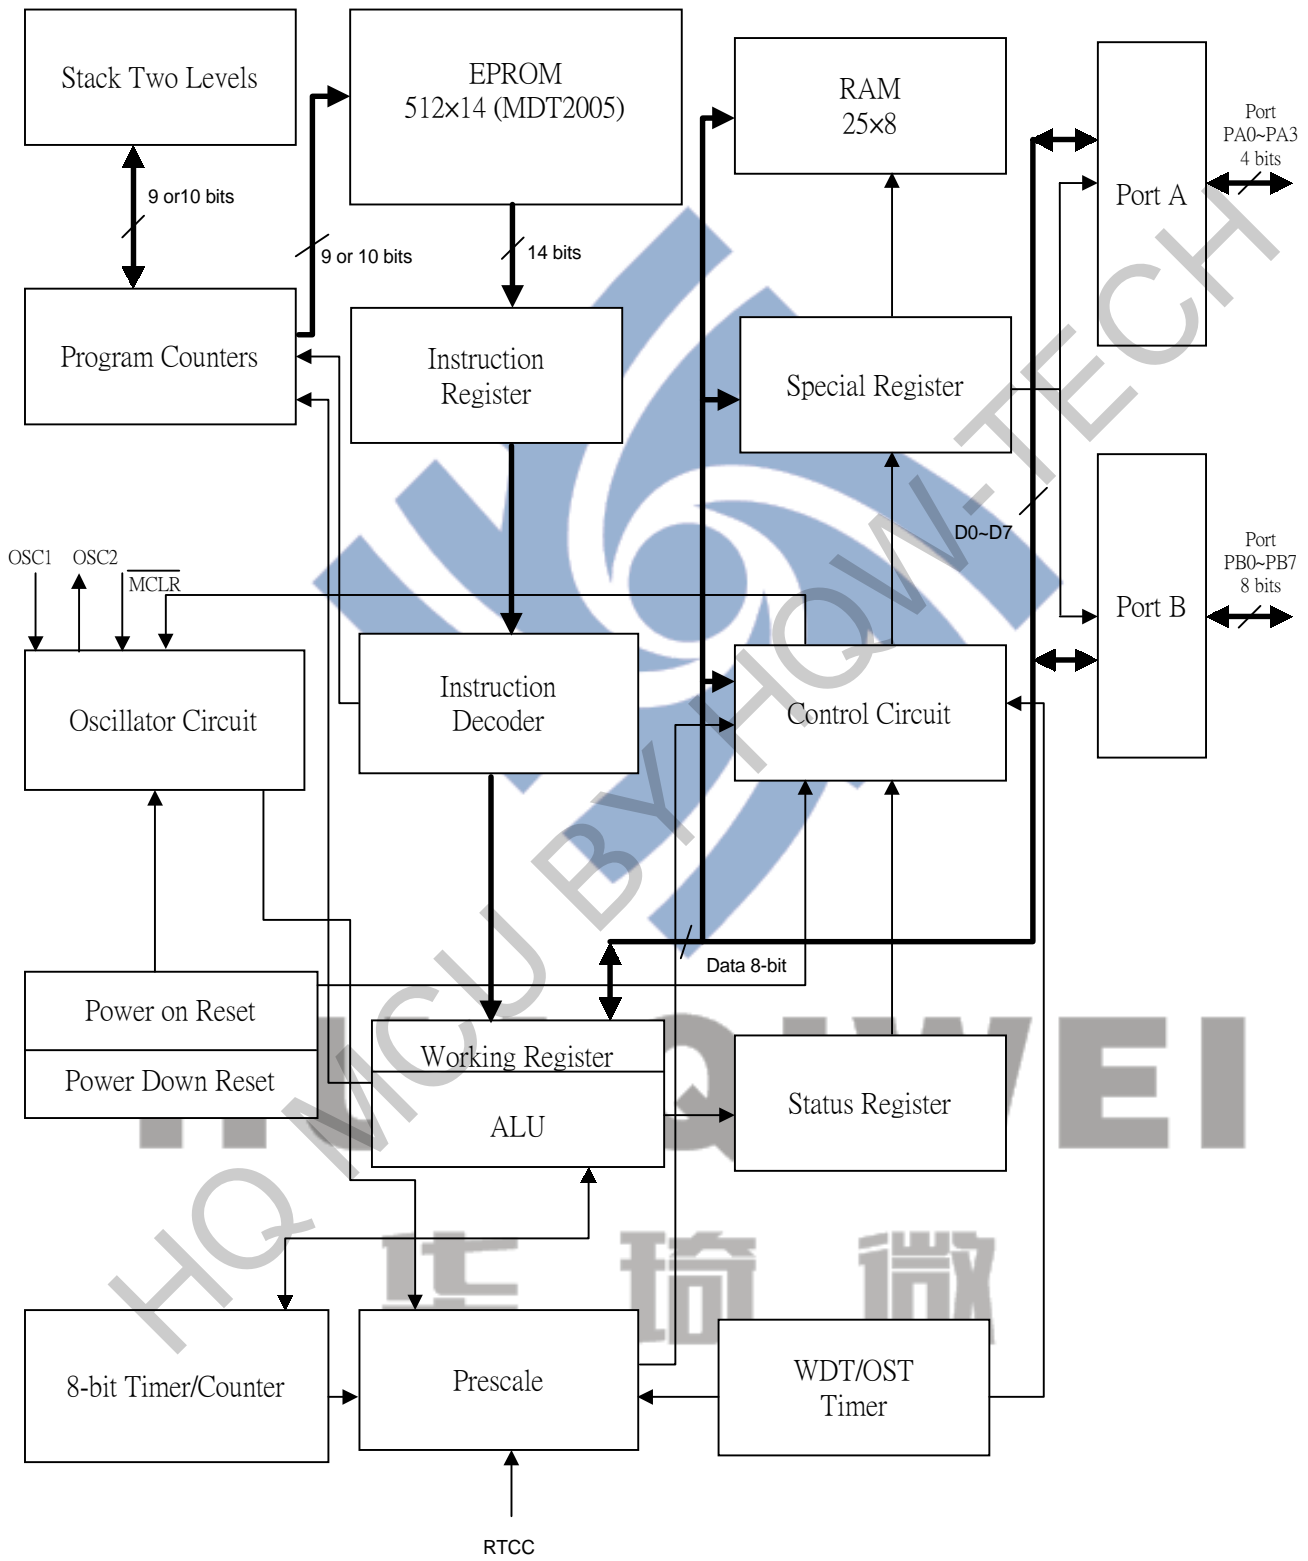 Stack Two Levels
EPROM
512×14 (MDT2005)
RAM
25×8
Port
PA0~PA3
4 bits
Port A
9 or10 bits
9 or 10 bits
14 bits
Program Counters
Instruction
Register
Special Register
D0~D7
Port
PB0~PB7
8 bits
Port B
OSC1
OSC2
MCLR
Oscillator Circuit
Instruction
Decoder
Control Circuit
Data 8-bit
Power on Reset
Power Down Reset
Working Register
ALU
Status Register
8-bit Timer/Counter
Prescale
WDT/OST
Timer
RTCC
HQ MCU BY HQW-TECH
QIWEI
华琦微